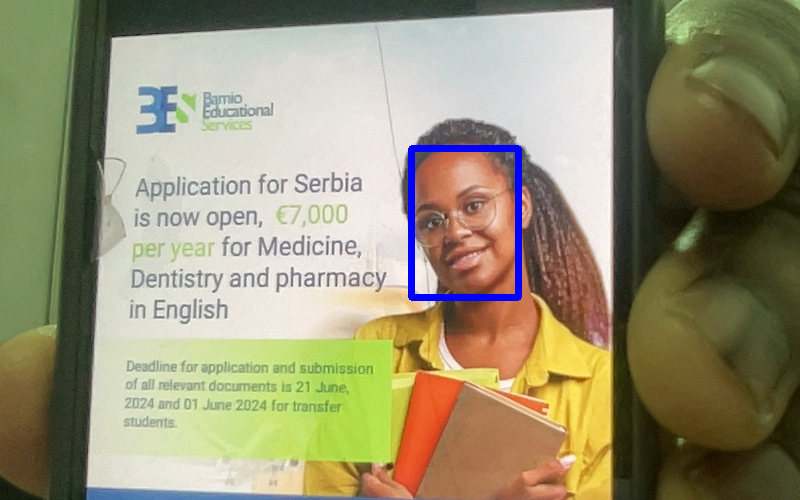 BES
Bamio
Educational
Services
Application for Serbia
is now open, €7,000
per year for Medicine,
Dentistry and pharmacy
in English
Deadline for application and submission
of all relevant documents is 21 June,
2024 and 01 June 2024 for transfer
students.